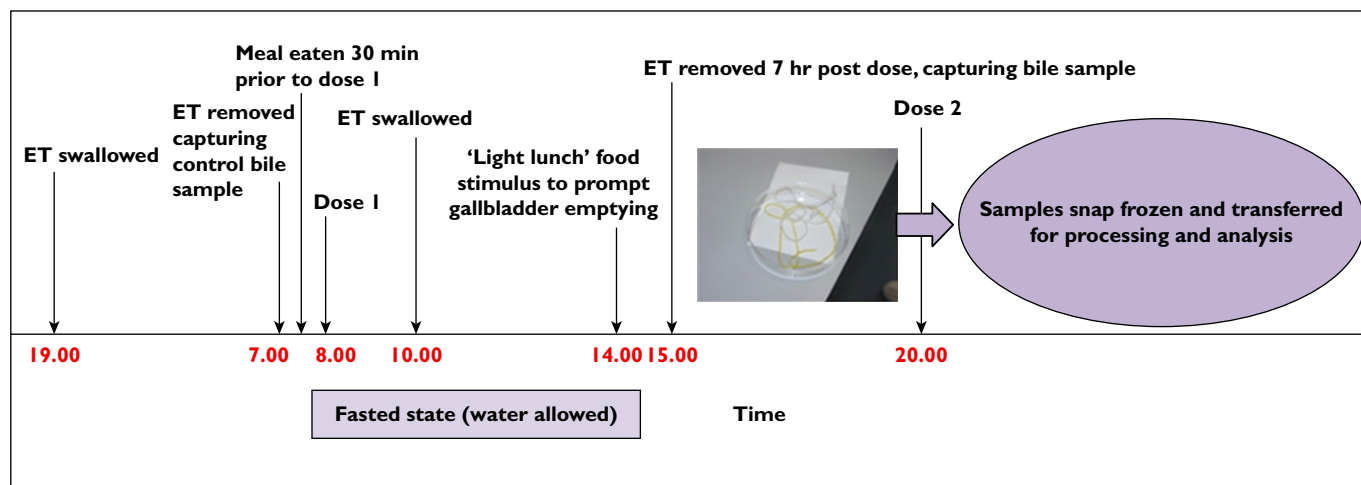 Meal eaten 30 min
prior to dose 1
ET removed 7 hr post dose, capturing bile sample
ET removed
capturing
control bile
sample
ET swallowed
Dose 2
ET swallowed
'Light lunch' food
stimulus to prompt
gallbladder emptying
Dose 1
Samples snap frozen and transferred
for processing and analysis
19.00
7.00
8.00
10.00
14.00
15.00
20.00
Fasted state (water allowed)
Time